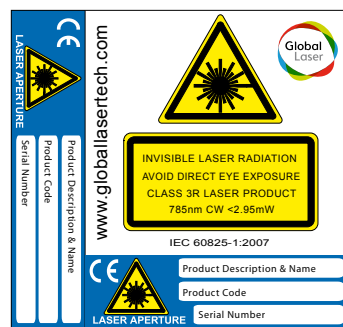 CE
LASER APERTURE
Serial Number
Product Code
Product Description & Name
www.globallasertech.com
Global
Laser
INVISIBLE LASER RADIATION
AVOID DIRECT EYE EXPOSURE
CLASS 3R LASER PRODUCT
785nm CW <2.95mW
IEC 60825-1:2007
CE
LASER APERTURE
Product Description & Name
Product Code
Serial Number